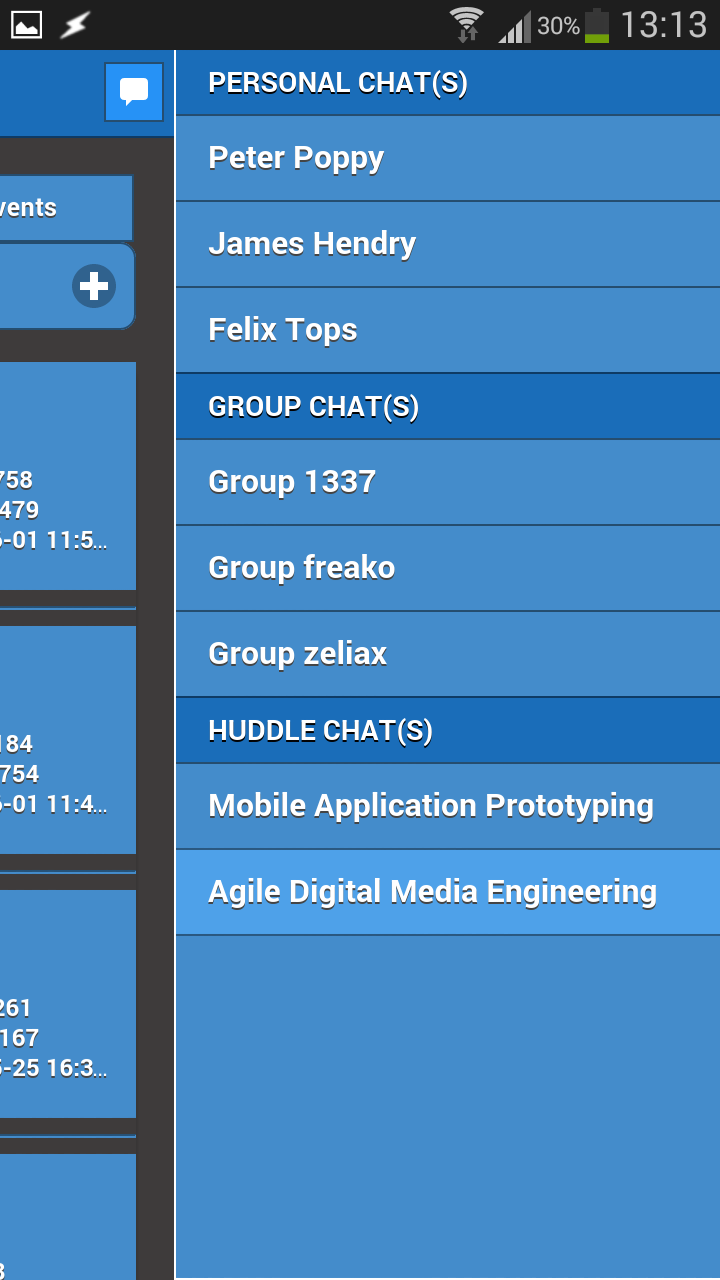 30% 13:13
PERSONAL CHAT(S)
Peter Poppy
James Hendry
Felix Tops
GROUP CHAT(S)
Group 1337
Group freako
Group zeliax
HUDDLE CHAT(S)
Mobile Application Prototyping
Agile Digital Media Engineering
vents
758
479
-01 11:5...
184
754
-01 11:4...
261
167
-25 16:3...